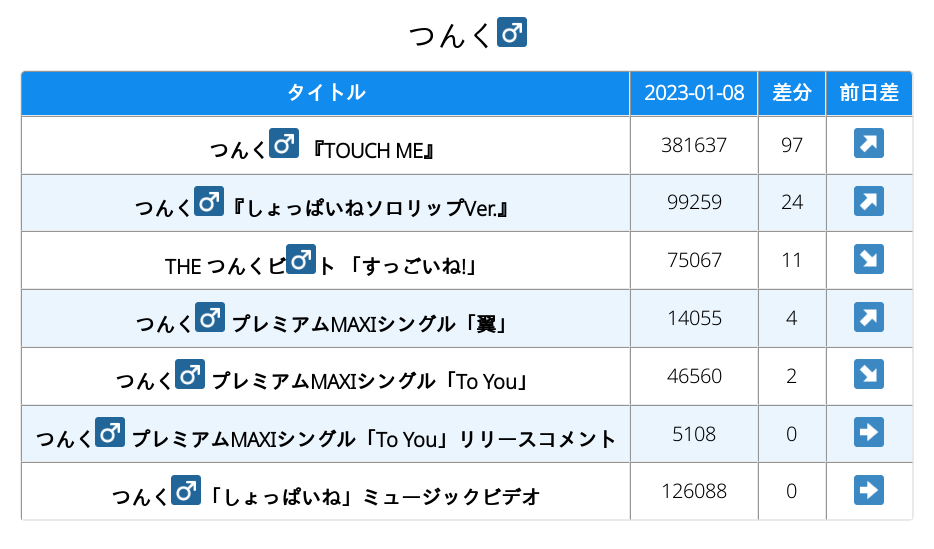 つんく♂
タイトル 2023-01-08 差分 前日差
つんく♂ 『TOUCH ME』 381637 97 ↗
つんく♂『しょっぱいねソロリップVer.』 99259 24 ↗
THE つんくビ♂ト 「すっごいね!」 75067 11 ↘
つんく♂ プレミアムMAXIシングル「翼」 14055 4 ↗
つんく♂ プレミアムMAXIシングル「To You」 46560 2 ↘
つんく♂ プレミアムMAXIシングル「To You」リリースコメント 5108 0 ➡
つんく♂「しょっぱいね」ミュージックビデオ 126088 0 ➡